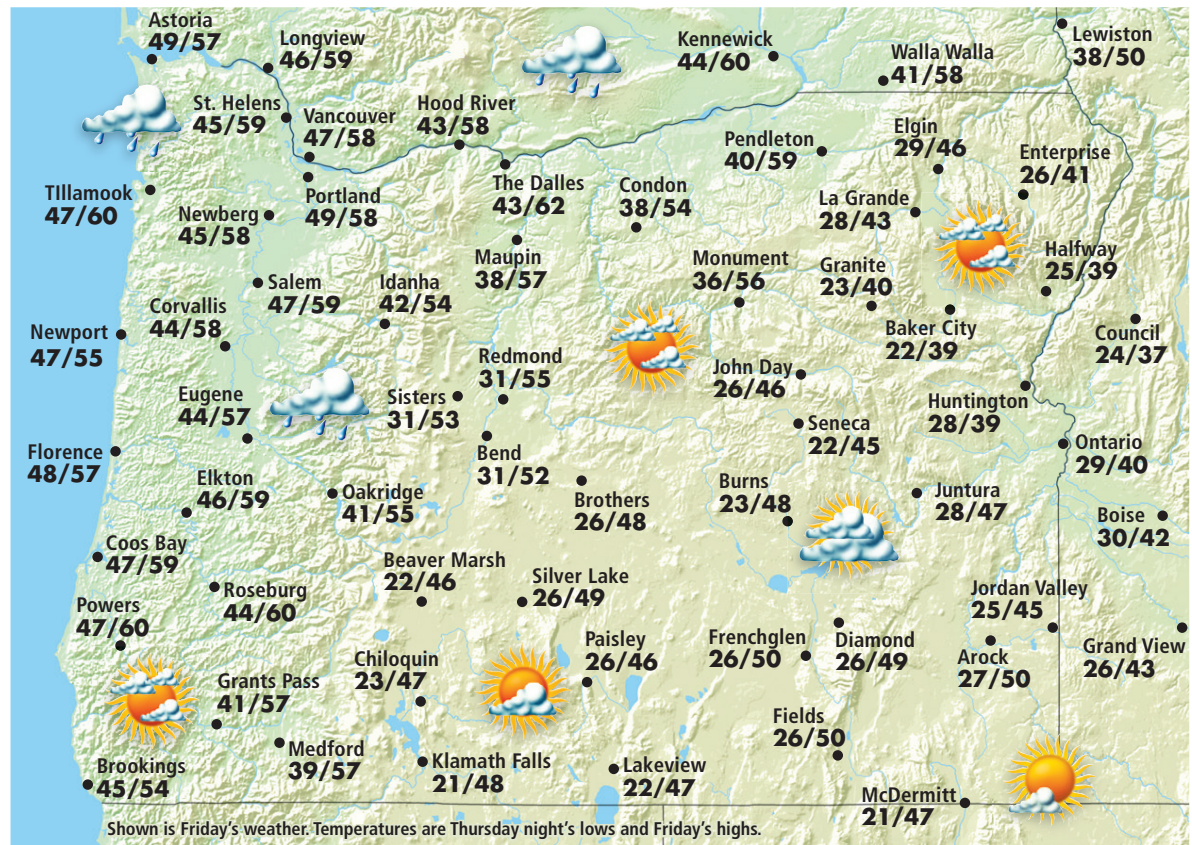 Astoria
49/57
Longview
46/59
Kennewick
44/60
Walla Walla
41/58
Lewiston
38/50
St. Helens
45/59
Vancouver
47/58
Hood River
43/58
Pendleton
40/59
Elgin
29/46
Enterprise
26/41
TIllamook
47/60
Portland
49/58
Newberg
45/58
The Dalles
43/62
Condon
38/54
La Grande
28/43
Maupin
38/57
Monument
36/56
Granite
23/40
Halfway
25/39
Salem
47/59
Idanha
42/54
Corvallis
44/58
Newport
47/55
Baker City
22/39
Council
24/37
Redmond
31/55
John Day
26/46
Sisters
31/53
Eugene
44/57
Huntington
28/39
Seneca
22/45
Ontario
29/40
Florence
48/57
Bend
31/52
Elkton
46/59
Oakridge
41/55
Brothers
26/48
Burns
23/48
Juntura
28/47
Boise
30/42
Coos Bay
47/59
Beaver Marsh
22/46
Silver Lake
26/49
Roseburg
44/60
Jordan Valley
25/45
Powers
47/60
Paisley
26/46
Frenchglen
26/50
Diamond
26/49
Arock
27/50
Grand View
26/43
Chiloquin
23/47
Grants Pass
41/57
Fields
26/50
Medford
39/57
Klamath Falls
21/48
Lakeview
22/47
Brookings
45/54
McDermitt
21/47
Shown is Friday's weather. Temperatures are Thursday night's lows and Friday's highs.